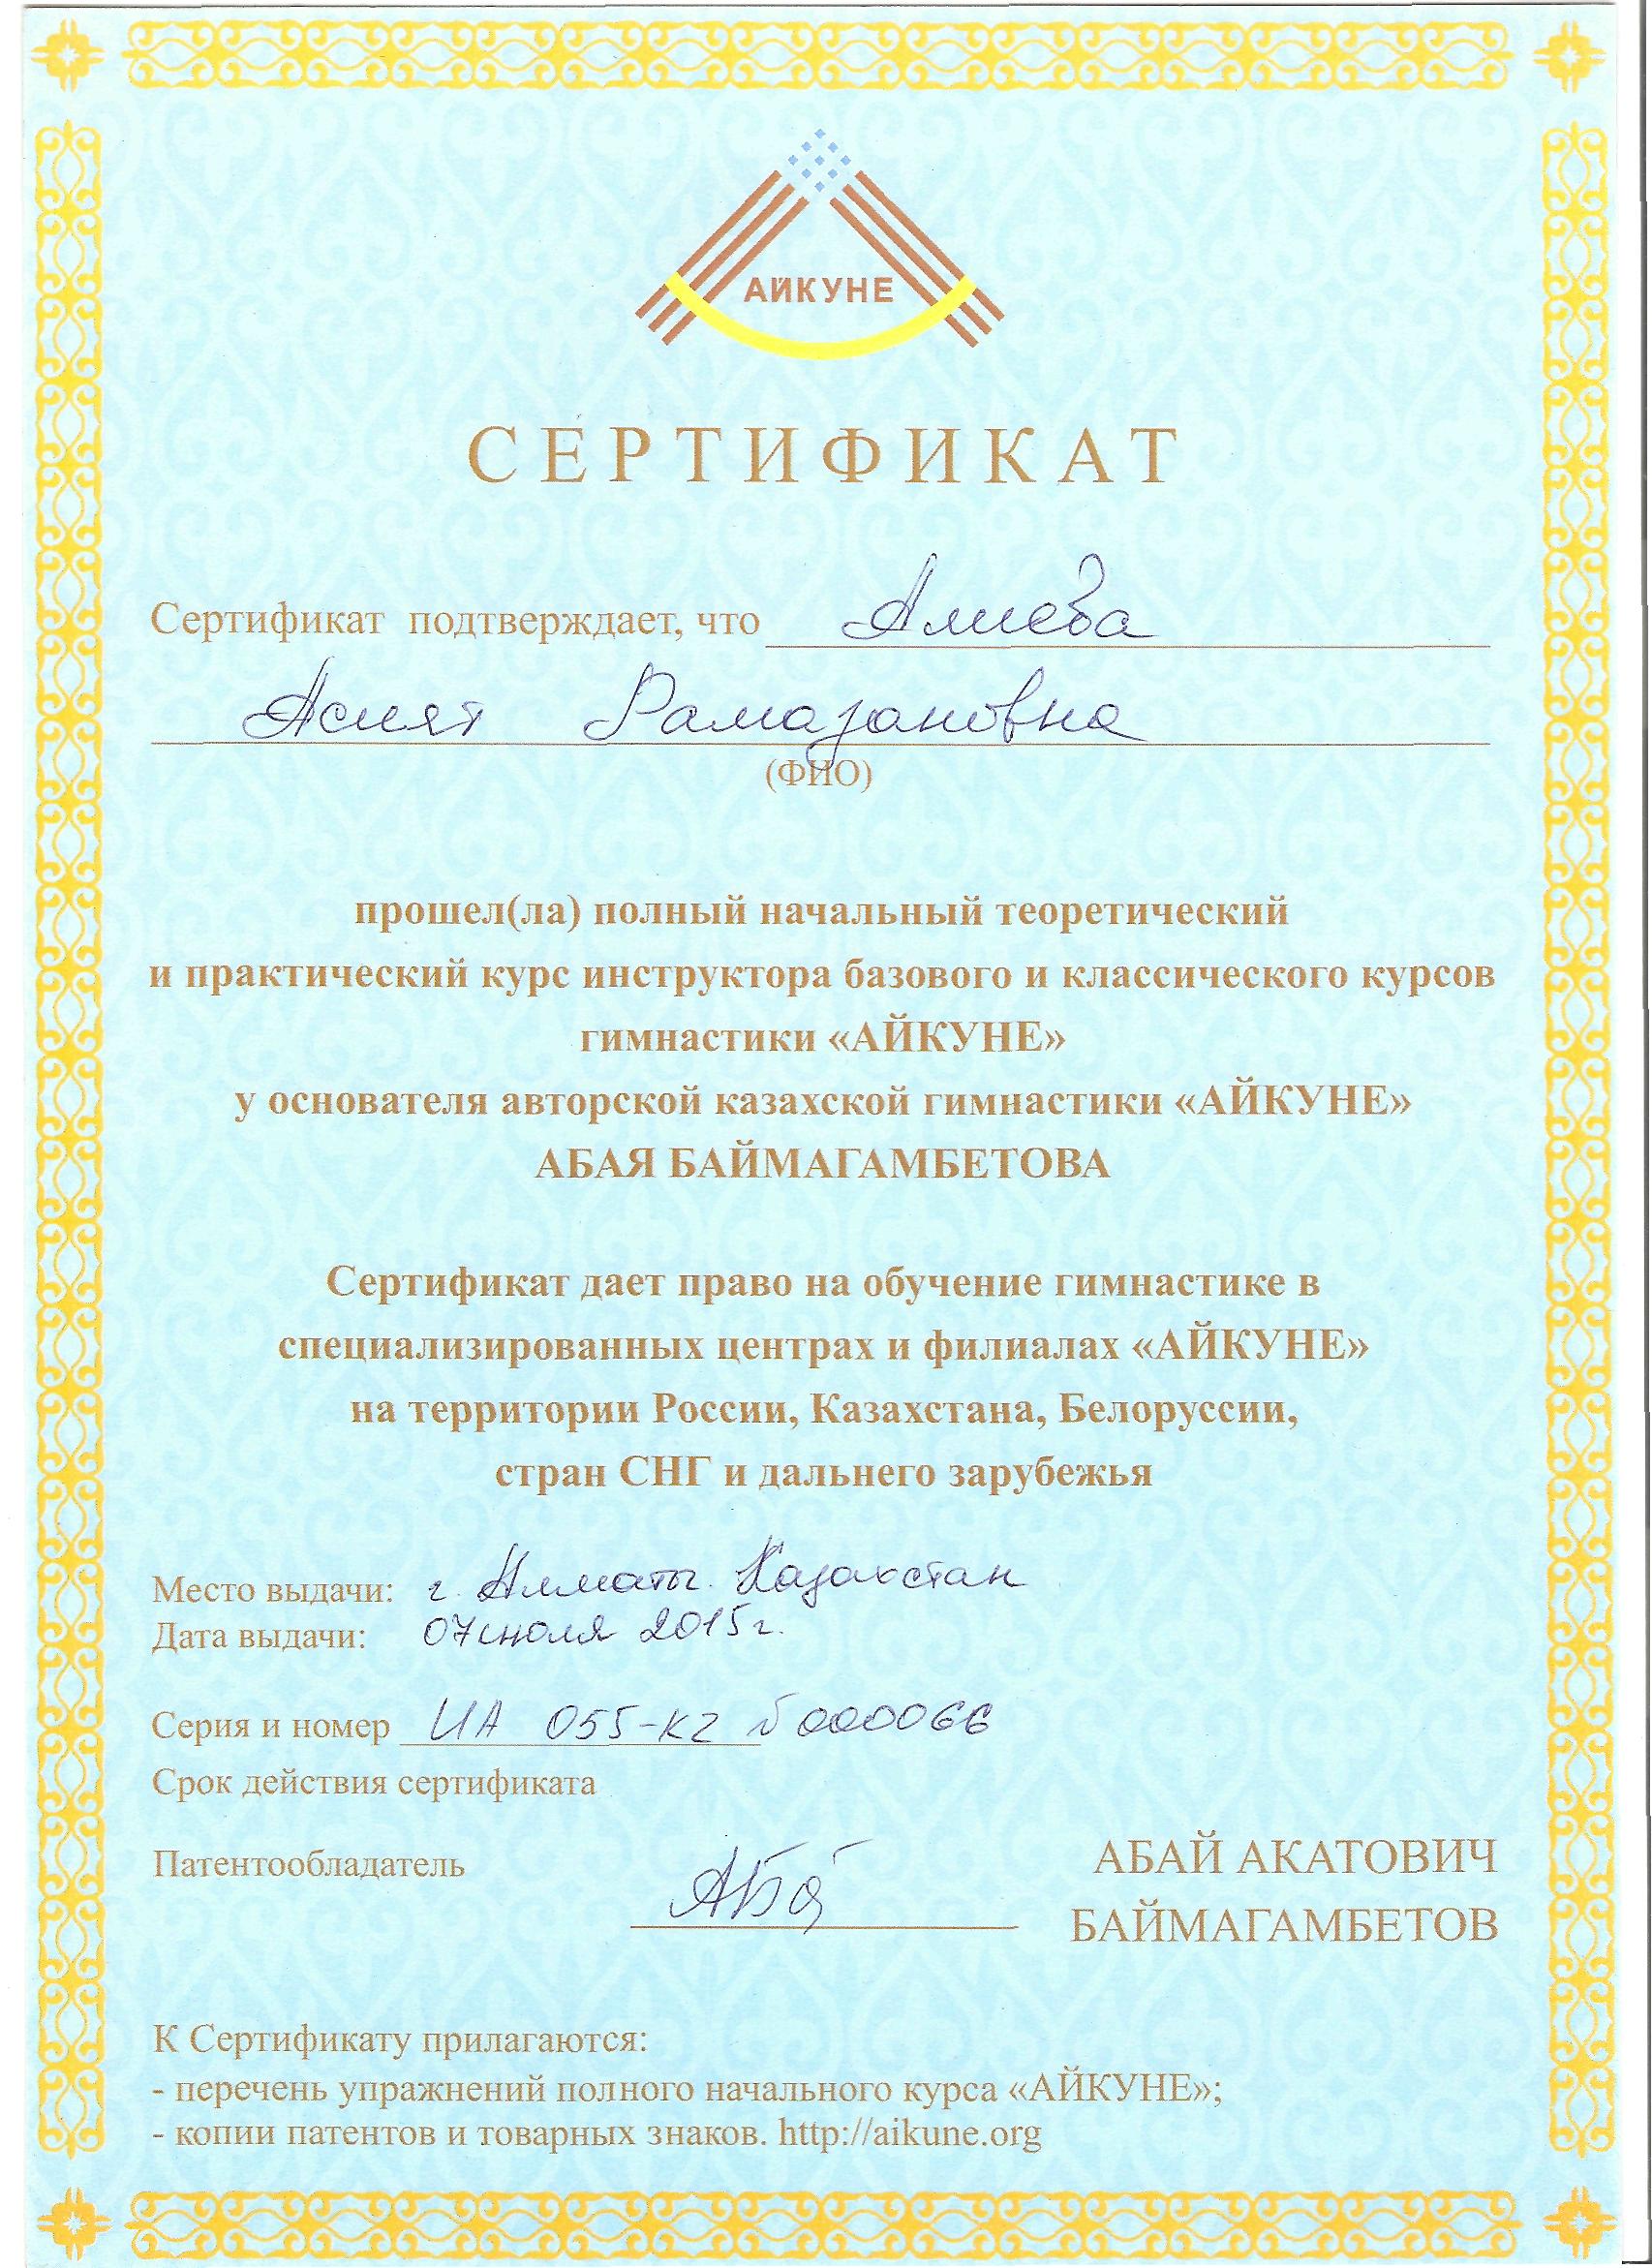 АЙКУНЕ
СЕРТИФИКАТ
Сертификат подтверждает, что Алиева
Асият Рамазановна
(ФИО)
прошел(ла) полный начальный теоретический
и практический курс инструктора базового и классического курсов
гимнастики «АЙКУНЕ»
у основателя авторской казахской гимнастики «АЙКУНЕ»
АБАЯ БАЙМАГАМБЕТОВА
Сертификат дает право на обучение гимнастике в
специализированных центрах и филиалах «АЙКУНЕ»
на территории России, Казахстана, Белоруссии,
стран СНГ и дальнего зарубежья
Место выдачи: г. Алматы. Казахстан
Дата выдачи: 07 июля 2015г.
Серия и номер ИА 055-КZ 000066
Срок действия сертификата
Патентообладатель
АБАЙ АКАТОВИЧ
БАЙМАГАМБЕТОВ
К Сертификату прилагаются:
- перечень упражнений полного начального курса «АЙКУНЕ»;
- копии патентов и товарных знаков. http://aikune.org